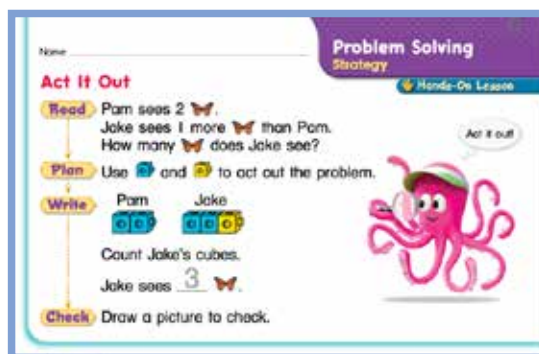 Name
Problem Solving
Strategy
Hands-On Lesson
Act It Out
Read Pam sees 2 .
Jake sees 1 more than Pam.
How many does Jake see?
Act it out!
Plan Use and to act out the problem.
Write Pam Jake
Count Jake's cubes.
Jake sees 3 .
Check Draw a picture to check.